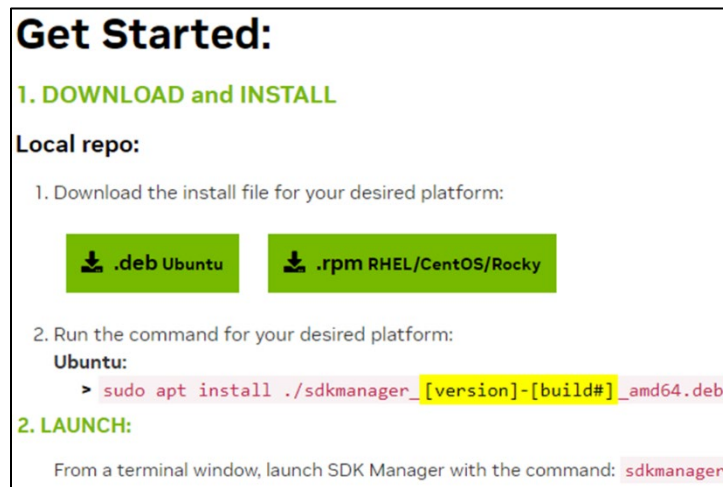 Get Started:
1. DOWNLOAD and INSTALL
Local repo:
1. Download the install file for your desired platform:
.deb Ubuntu
.rpm RHEL/CentOS/Rocky
2. Run the command for your desired platform:
Ubuntu:
> sudo apt install ./sdkmanager_[version]-[build#]_amd64.deb
2. LAUNCH:
From a terminal window, launch SDK Manager with the command: sdkmanager